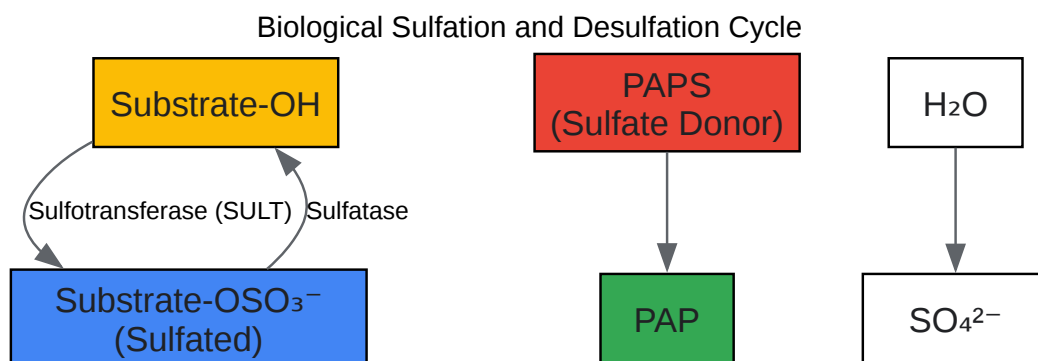 Biological Sulfation and Desulfation Cycle
Substrate-OH
PAPS
(Sulfate Donor)
H₂O
Sulfotransferase (SULT)
Sulfatase
Substrate-OSO₃⁻
(Sulfated)
PAP
SO₄²⁻